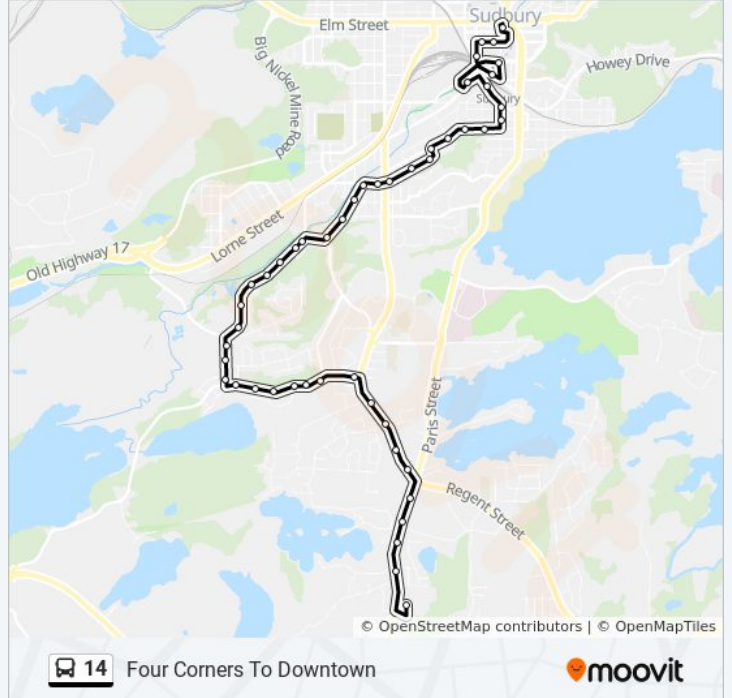 Sudbury
Elm Street
Big Nickel Mine Road
Howey Drive
Sudbury
Lorne Street
Old Highway 17
Paris Street
Regent Street
© OpenStreetMap contributors | © OpenMapTiles
14 Four Corners To Downtown
moovit